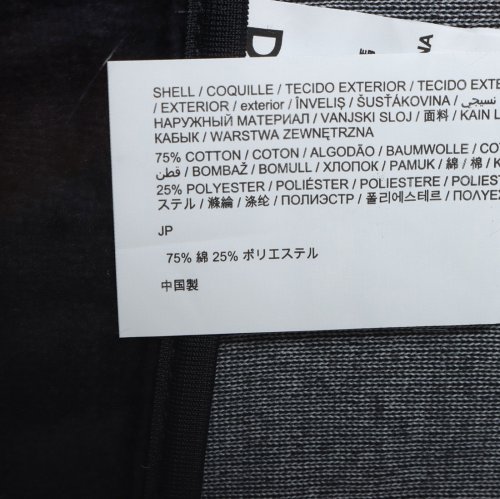 SHELL / COQUILLE / TECIDO EXTERIOR / TECIDO EXTE
/ EXTERIOR / exterior / ÎNVELIȘ / ŠUSŤÁKOVINA / نسيجي
НАРУЖНЫЙ МАТЕРИАЛ / VANJSKI SLOJ / 面料 / KAIN L
КАБЫК / WARSTWA ZEWNĘTRZNA
75% COTTON / COTON / ALGODÃO / BAUMWOLLE / COT
قطن / BOMBAŽ / BOMULL / ХЛОПОК / PAMUK / 綿 / 棉 / K
25% POLYESTER / POLIÉSTER / POLIESTERE / POLIEST
ステル / 滌綸 / 涤纶 / ПОЛИЭСТР / 폴리에스테르 / ПОЛУЕ
JP
75% 綿 25% ポリエステル
中国製